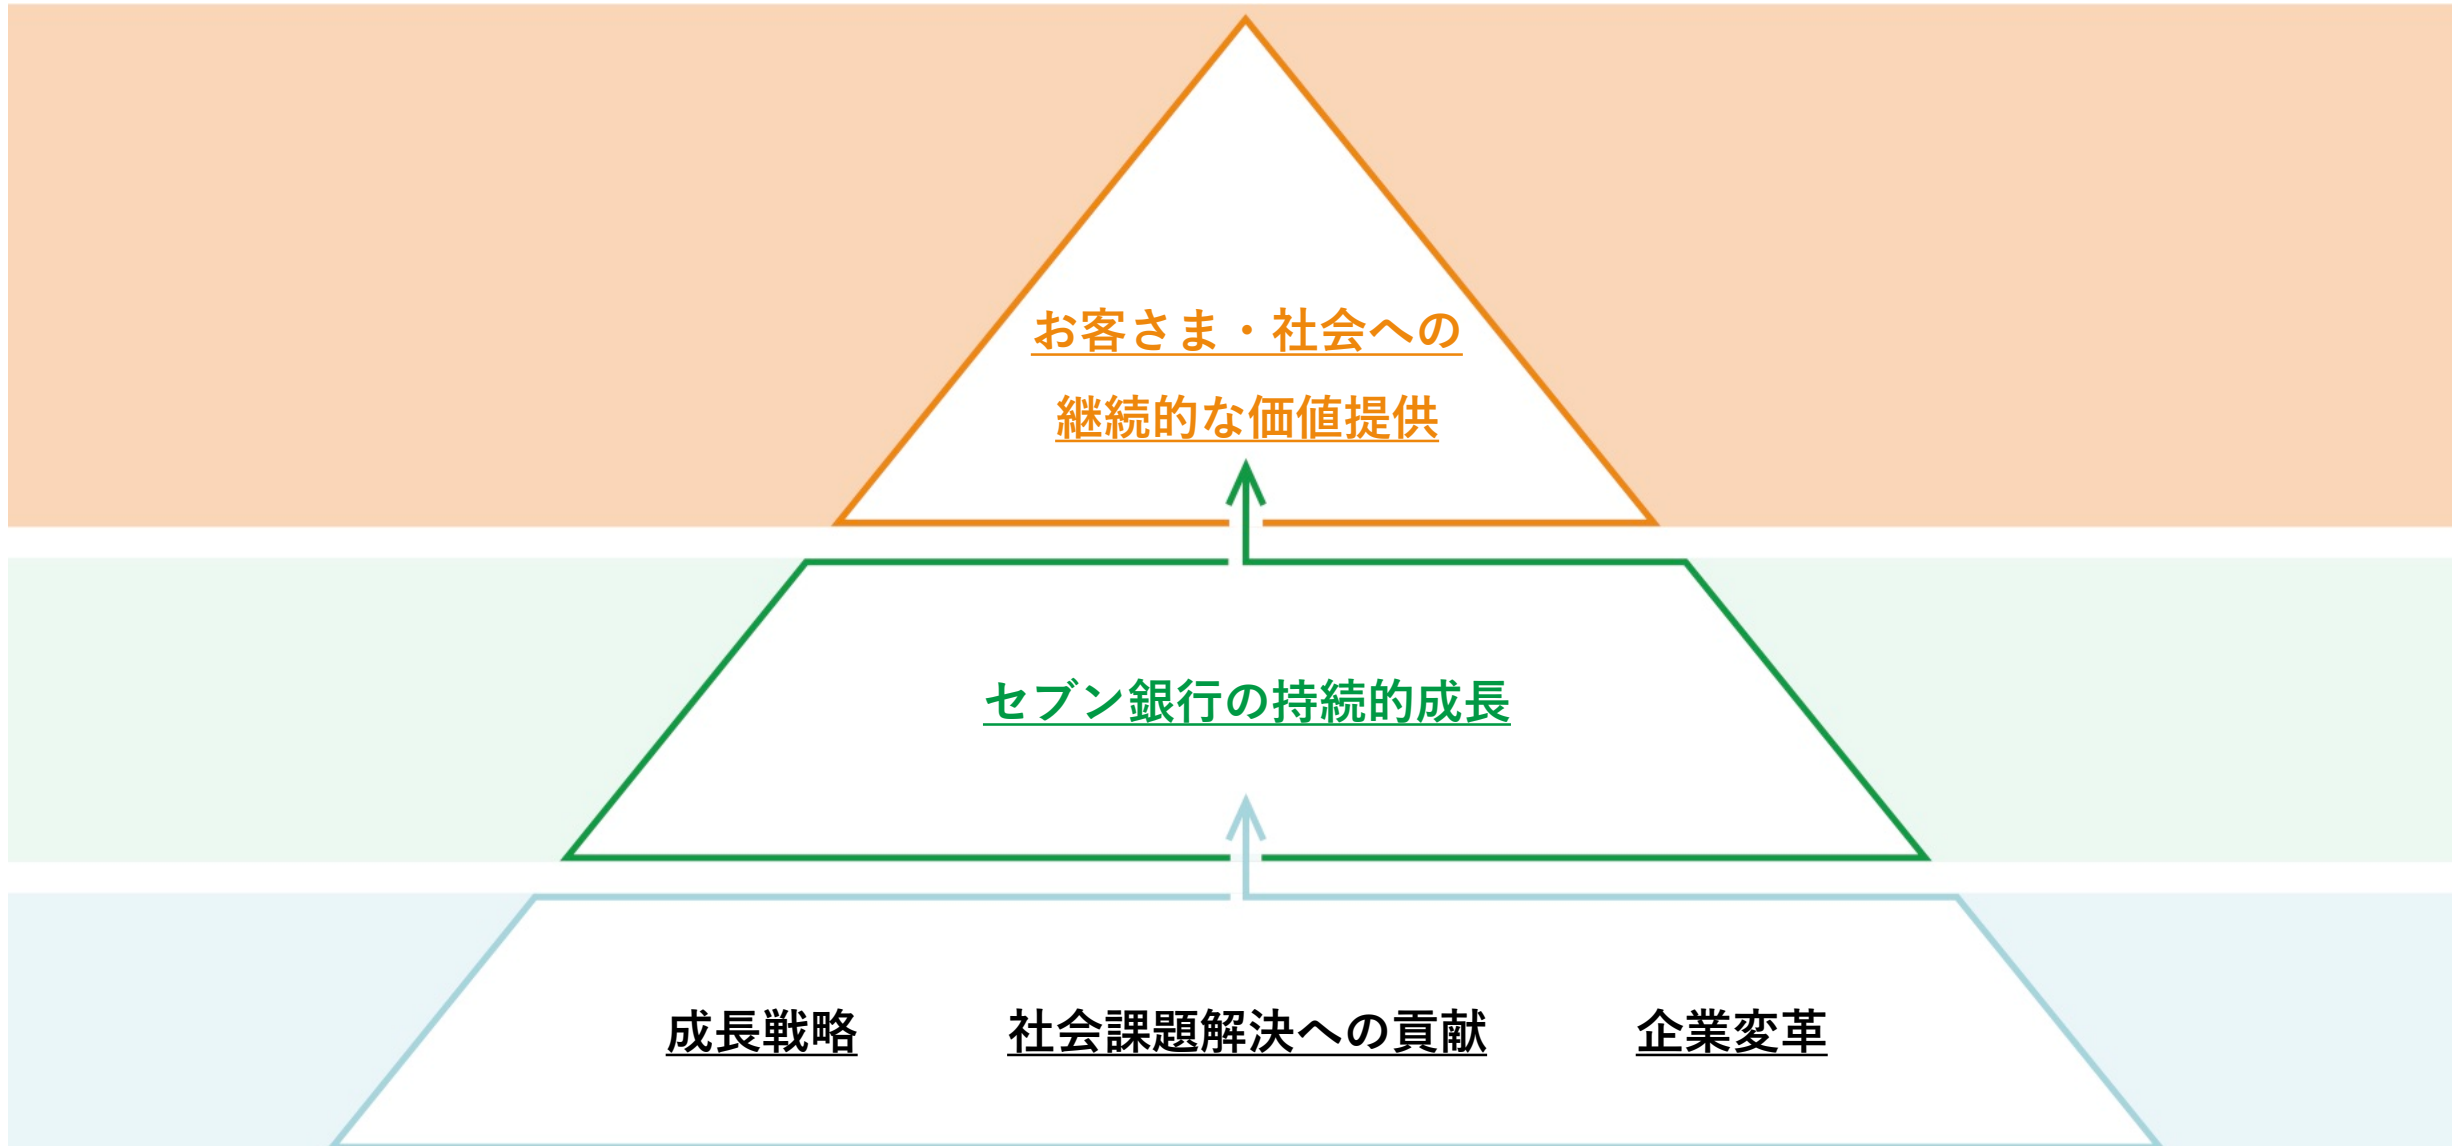 お客さま・社会への
継続的な価値提供
セブン銀行の持続的成長
成長戦略 社会課題解決への貢献 企業変革